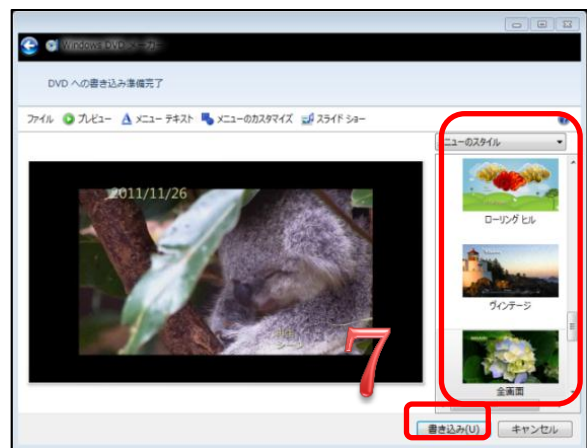 Windows DVD メーカー
DVD への書き込み準備完了
ファイル プレビュー メニュー テキスト メニューのカスタマイズ スライド ショー
ニューのスタイル
2011/11/26
ローリング ヒル
ヴィンテージ
7
全画面
書き込み(U) キャンセル